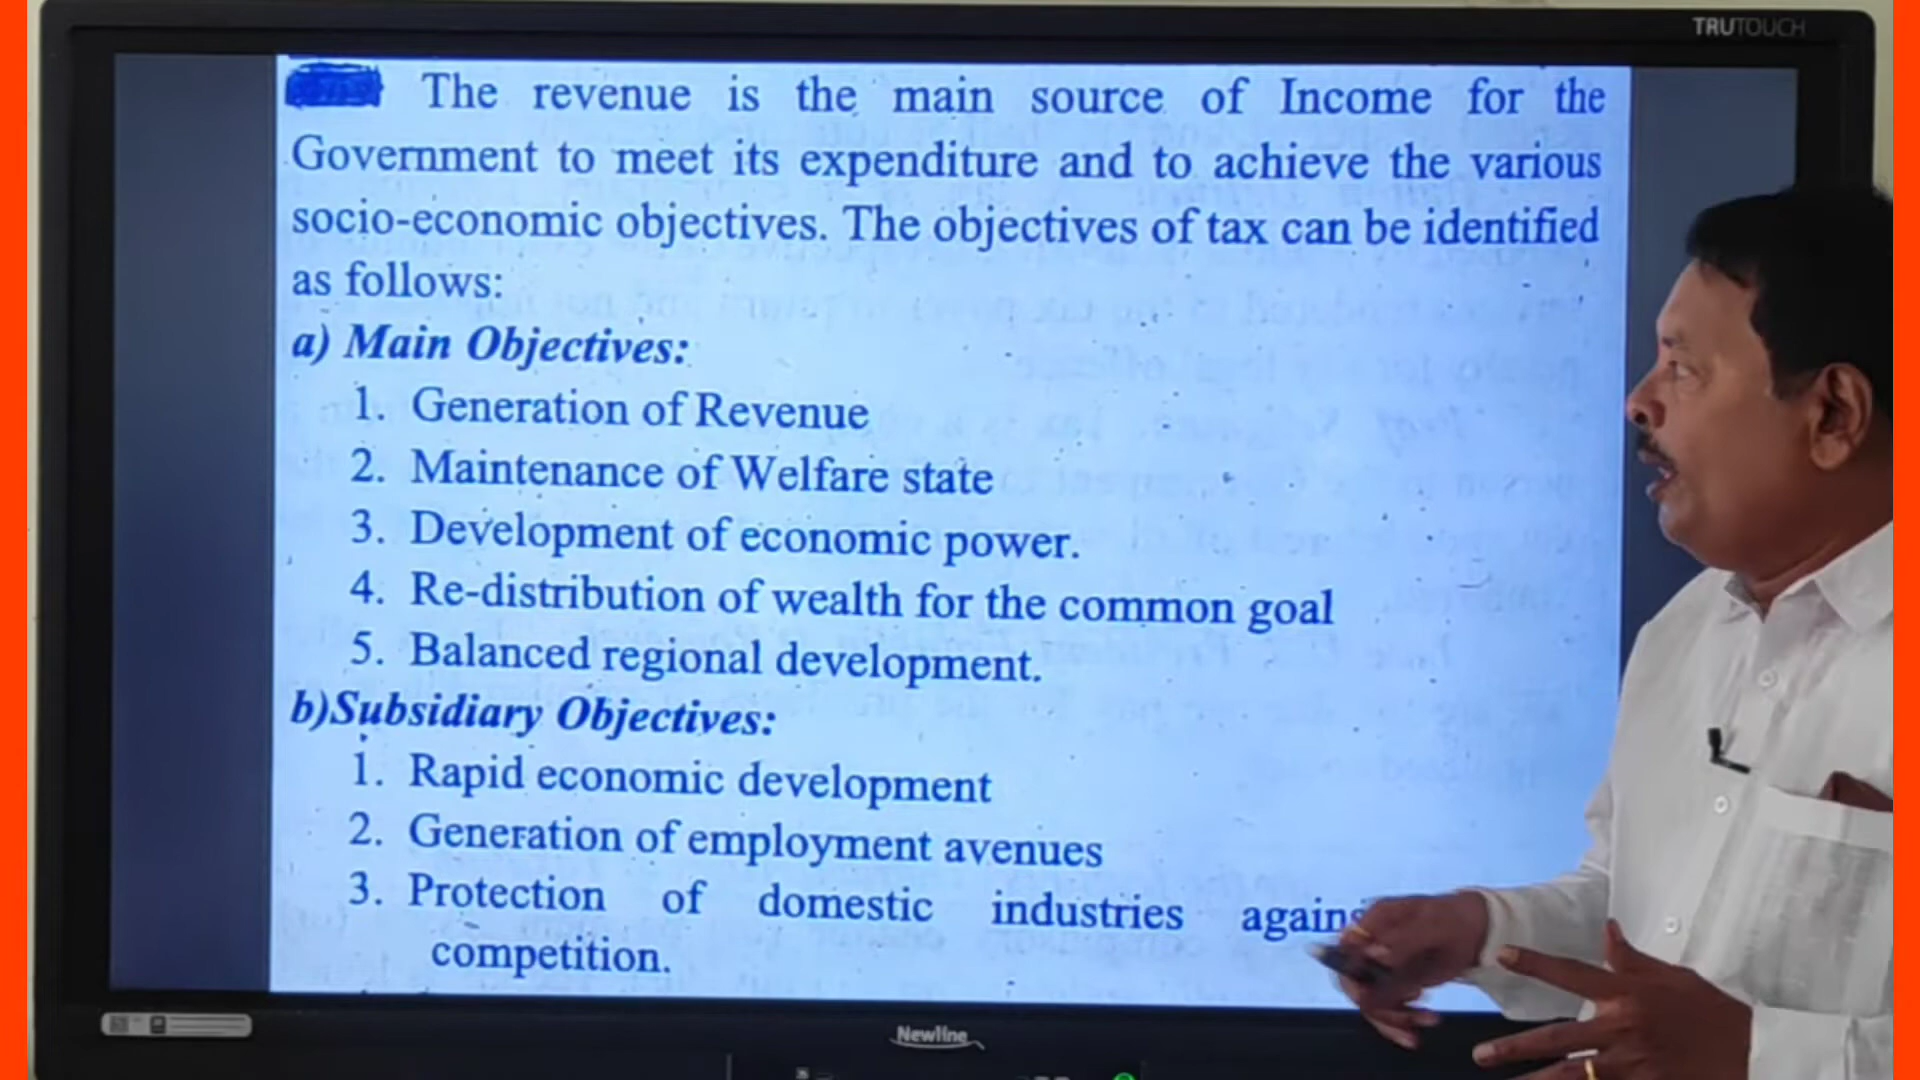 TRUTOUCH
The revenue is the main source of Income for the
Government to meet its expenditure and to achieve the various
socio-economic objectives. The objectives of tax can be identified
as follows:
a) Main Objectives:
1. Generation of Revenue
2. Maintenance of Welfare state
3. Development of economic power.
4. Re-distribution of wealth for the common goal
5. Balanced regional development.
b)Subsidiary Objectives:
1. Rapid economic development
2. Generation of employment avenues
3. Protection of domestic industries
competition.
Newline